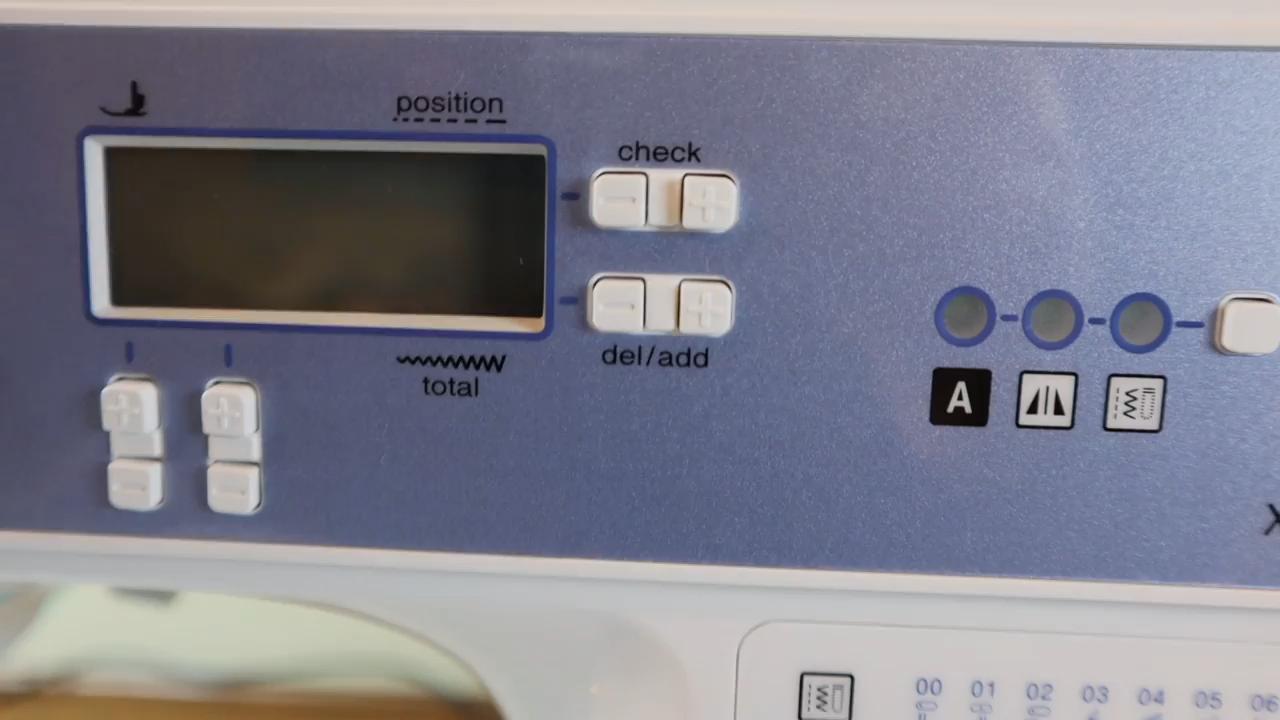 position
check
total
del/add
A
X
00 01 02 03 04 05 06